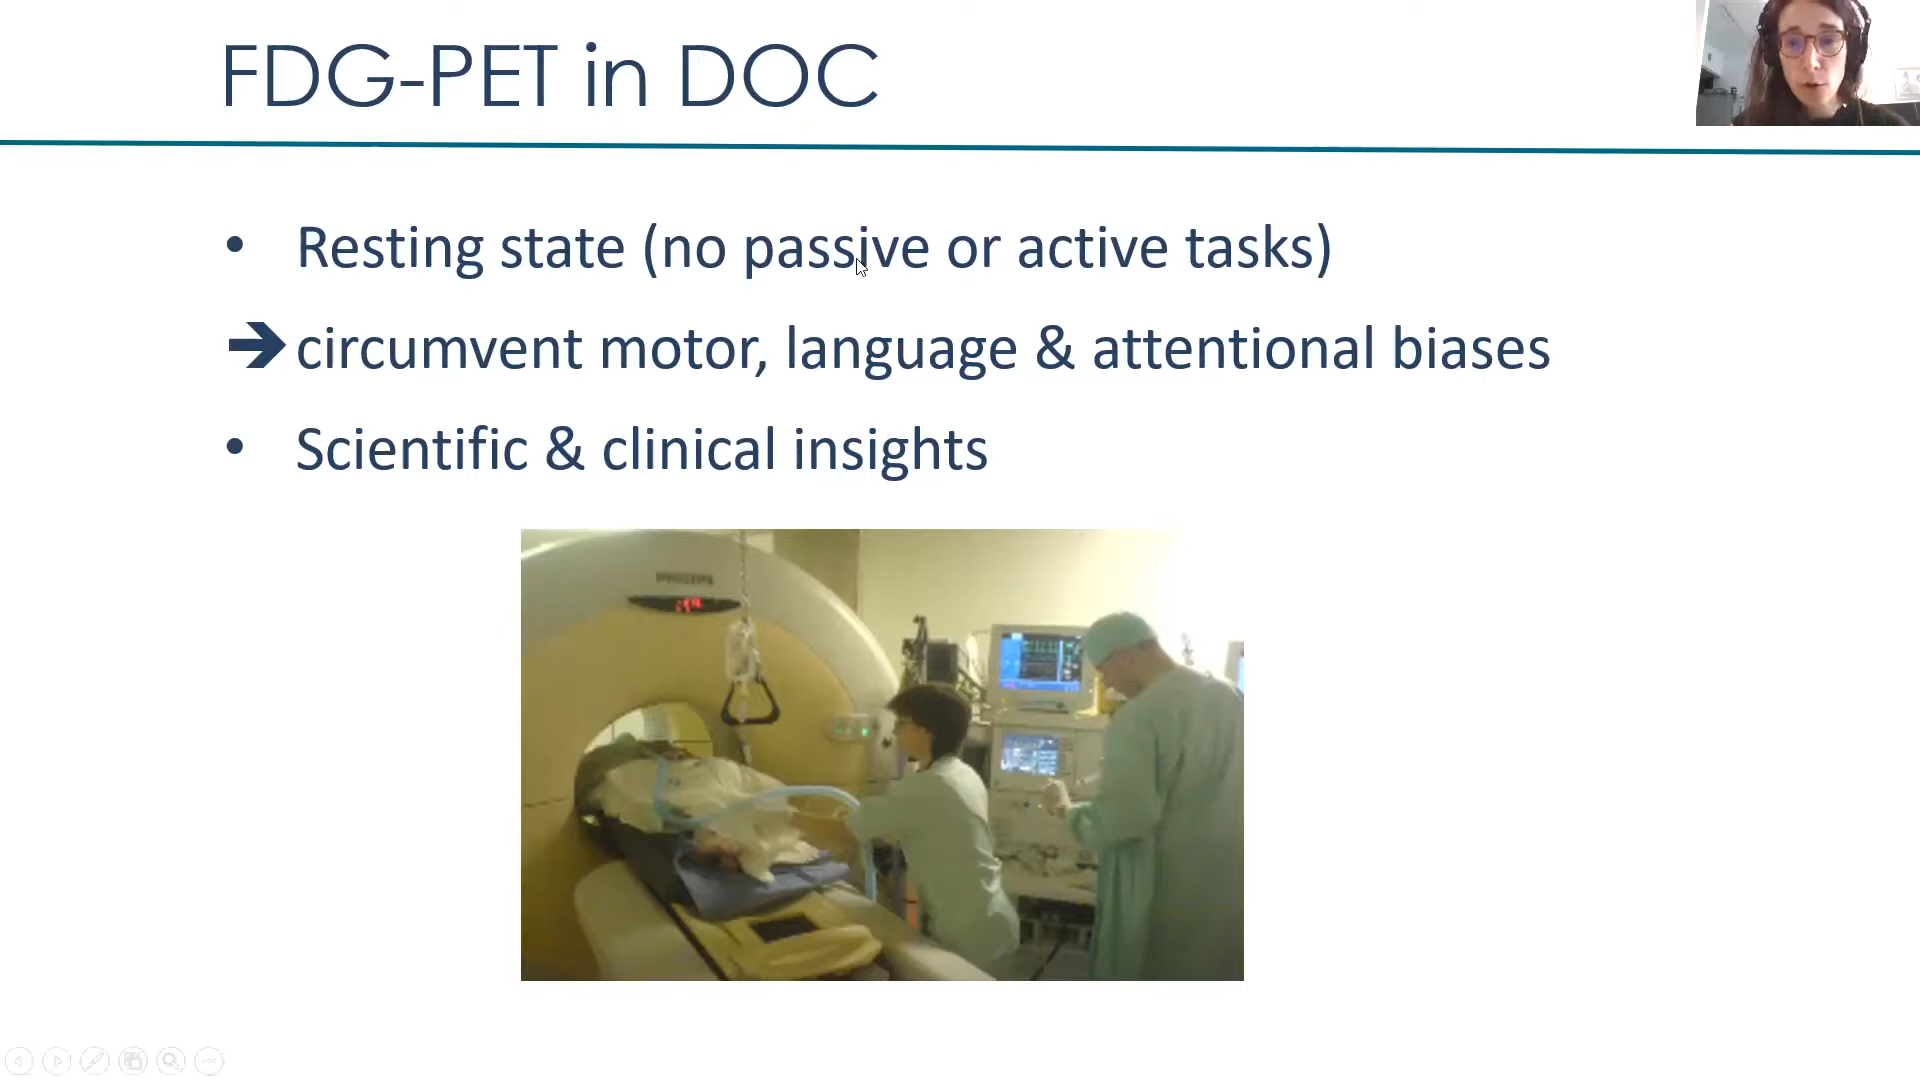 FDG-PET in DOC
• Resting state (no passive or active tasks)
➔ circumvent motor, language & attentional biases
• Scientific & clinical insights
PHILIPS